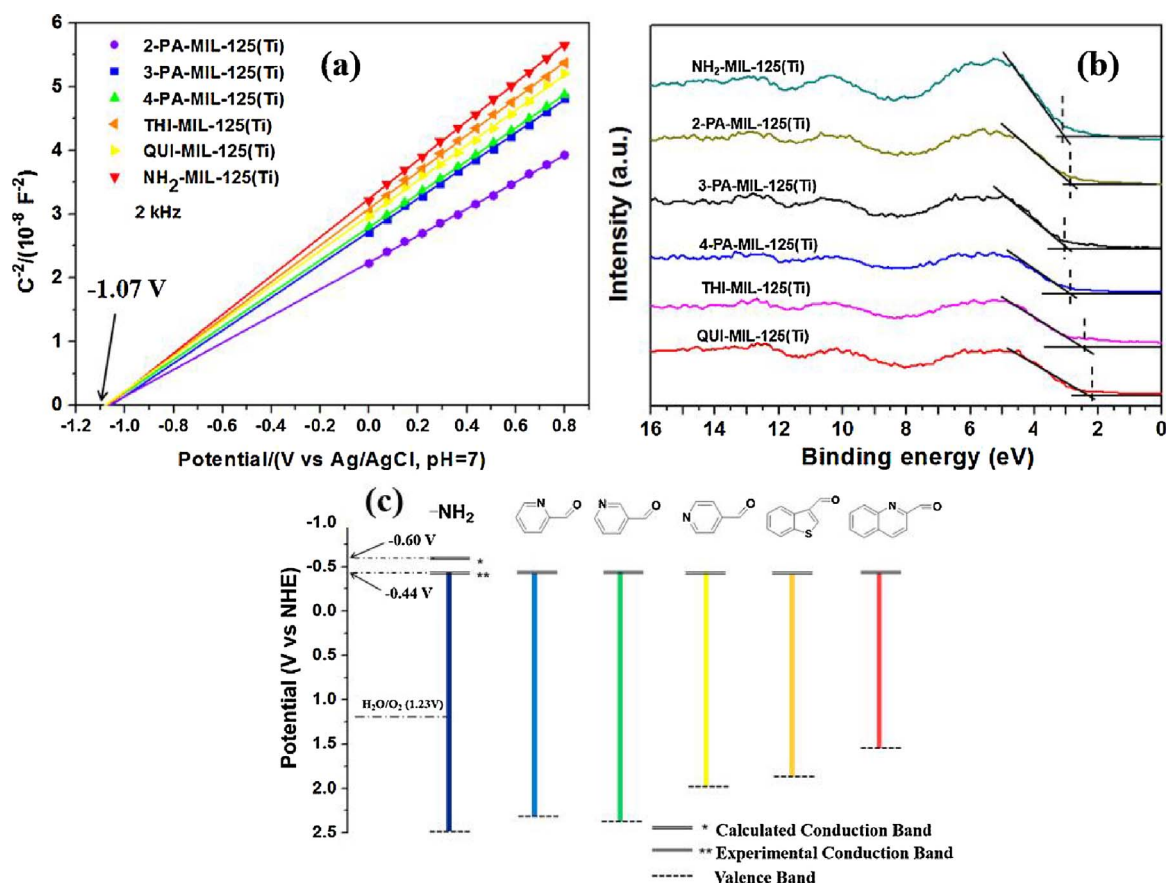 (a)
C⁻²/(10⁻⁸ F⁻²)
6
5
4
3
2
1
0
2-PA-MIL-125(Ti)
3-PA-MIL-125(Ti)
4-PA-MIL-125(Ti)
THI-MIL-125(Ti)
QUI-MIL-125(Ti)
NH₂-MIL-125(Ti)
2 kHz
-1.07 V
-1.2 -1.0 -0.8 -0.6 -0.4 -0.2 0.0 0.2 0.4 0.6 0.8
Potential/(V vs Ag/AgCl, pH=7)
(b)
Intensity (a.u.)
NH₂-MIL-125(Ti)
2-PA-MIL-125(Ti)
3-PA-MIL-125(Ti)
4-PA-MIL-125(Ti)
THI-MIL-125(Ti)
QUI-MIL-125(Ti)
16 14 12 10 8 6 4 2 0
Binding energy (eV)
(c)
Potential (V vs NHE)
-1.0
-0.5
0.0
0.5
1.0
1.5
2.0
2.5
-NH₂
N O
N O
N O
S O
N O
-0.60 V
*
-0.44 V
**
H₂O/O₂ (1.23V)
* Calculated Conduction Band
** Experimental Conduction Band
Valence Band